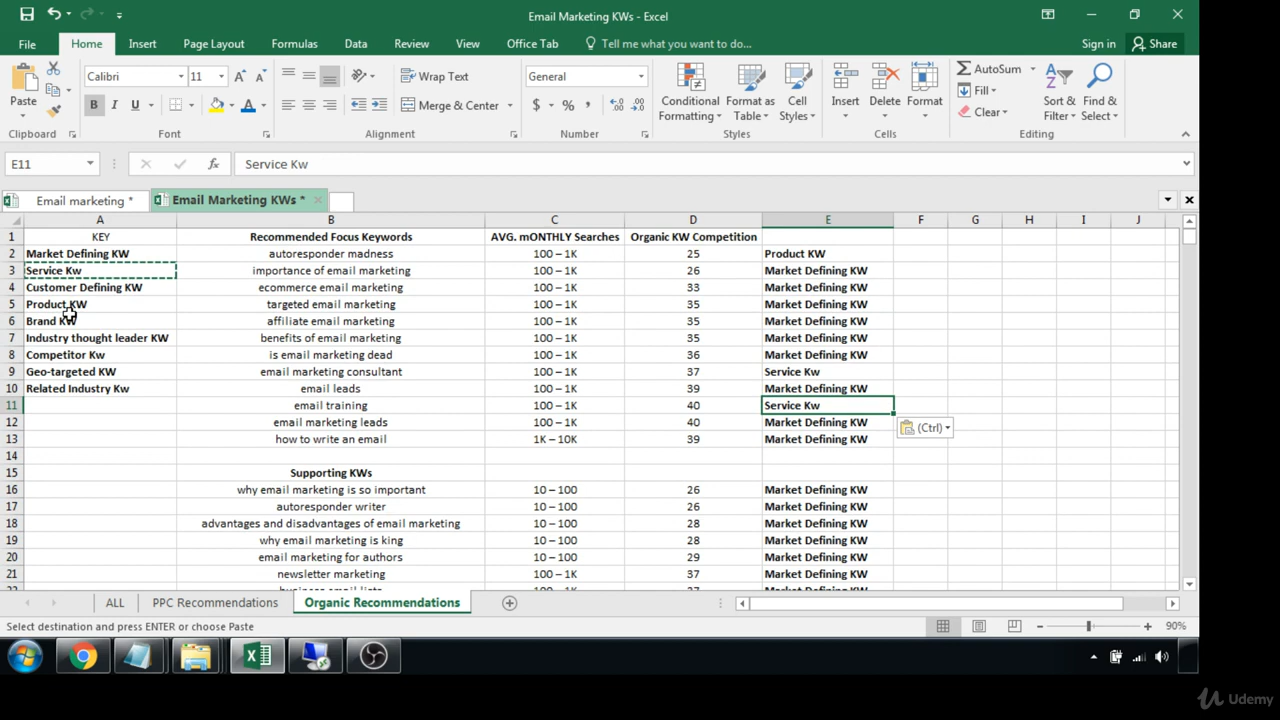 Email Marketing KWs - Excel
File Home Insert Page Layout Formulas Data Review View Office Tab Tell me what you want to do... Sign in Share
Paste
Calibri 11
B I U
Wrap Text
Merge & Center
General
$ % ,
Conditional Formatting
Format as Table
Cell Styles
Insert Delete Format
AutoSum
Fill
Clear
Sort & Filter
Find & Select
Clipboard Font Alignment Number Styles Cells Editing
E11 fx Service Kw
Email marketing * Email Marketing KWs *
A B C D E F G H I J
1 KEY Recommended Focus Keywords AVG. mONTHLY Searches Organic KW Competition
2 Market Defining KW autoresponder madness 100 – 1K 25 Product KW
3 Service Kw importance of email marketing 100 – 1K 26 Market Defining KW
4 Customer Defining KW ecommerce email marketing 100 – 1K 33 Market Defining KW
5 Product KW targeted email marketing 100 – 1K 35 Market Defining KW
6 Brand KW affiliate email marketing 100 – 1K 35 Market Defining KW
7 Industry thought leader KW benefits of email marketing 100 – 1K 35 Market Defining KW
8 Competitor Kw is email marketing dead 100 – 1K 36 Market Defining KW
9 Geo-targeted KW email marketing consultant 100 – 1K 37 Service Kw
10 Related Industry Kw email leads 100 – 1K 39 Market Defining KW
11 email training 100 – 1K 40 Service Kw
12 email marketing leads 100 – 1K 40 Market Defining KW
13 how to write an email 1K – 10K 39 Market Defining KW
14
15 Supporting KWs
16 why email marketing is so important 10 – 100 26 Market Defining KW
17 autoresponder writer 10 – 100 26 Market Defining KW
18 advantages and disadvantages of email marketing 10 – 100 28 Market Defining KW
19 why email marketing is king 10 – 100 28 Market Defining KW
20 email marketing for authors 10 – 100 29 Market Defining KW
21 newsletter marketing 100 – 1K 37 Market Defining KW
(Ctrl)
ALL PPC Recommendations Organic Recommendations
Select destination and press ENTER or choose Paste
90%
Udemy